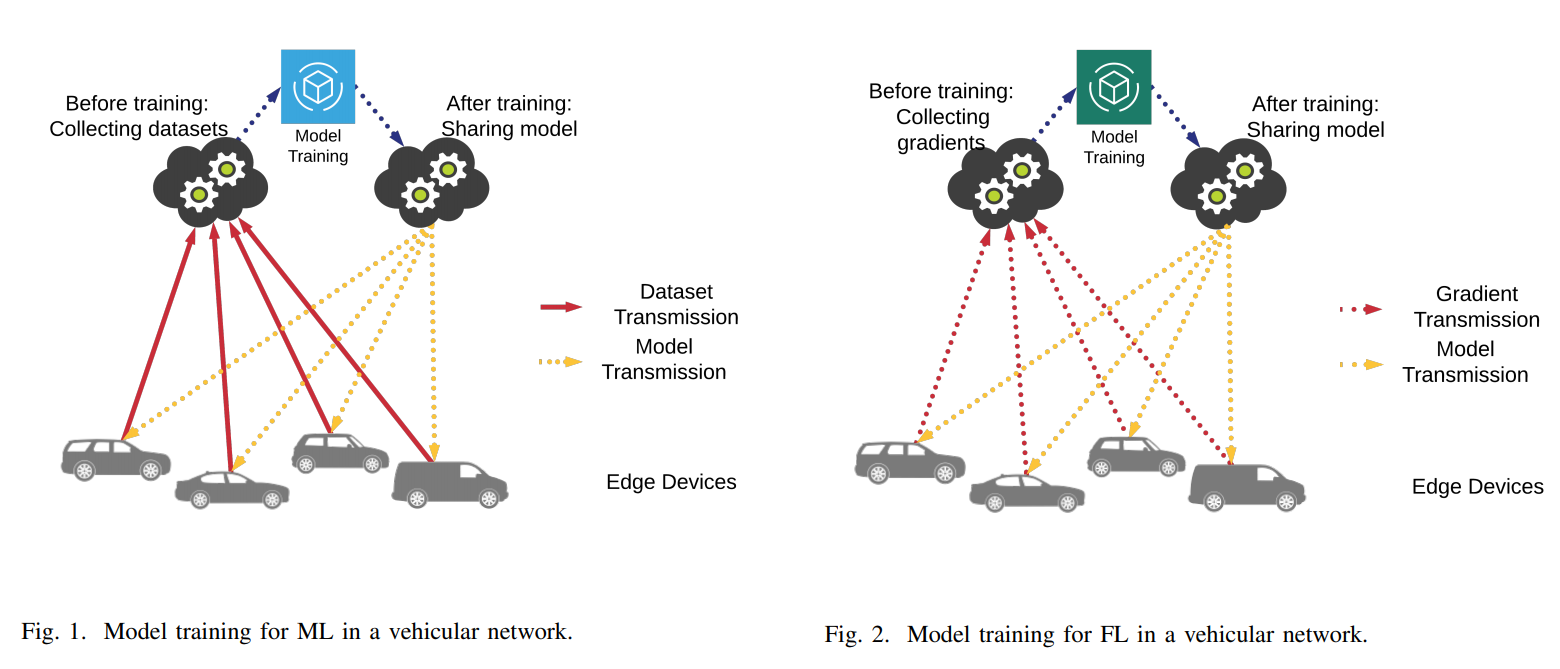 Before training:
Collecting datasets
Model
Training
After training:
Sharing model
Dataset
Transmission
Model
Transmission
Edge Devices
Fig. 1. Model training for ML in a vehicular network.
Before training:
Collecting
gradients
Model
Training
After training:
Sharing model
Gradient
Transmission
Model
Transmission
Edge Devices
Fig. 2. Model training for FL in a vehicular network.